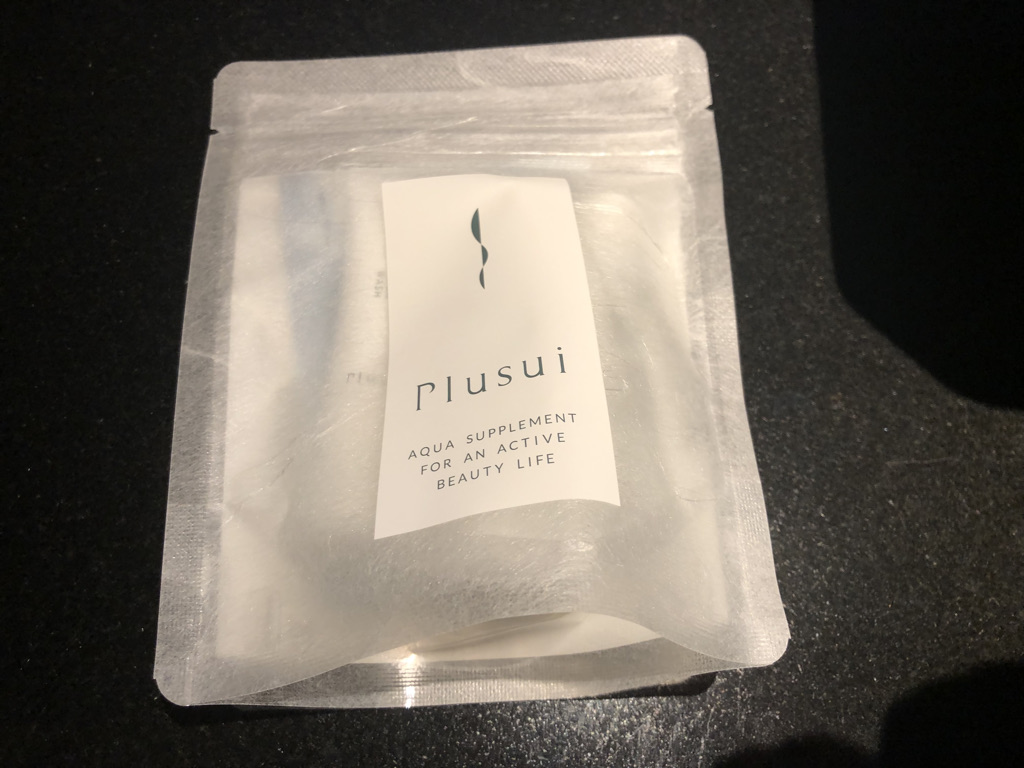 Plusui
AQUA SUPPLEMENT
FOR AN ACTIVE
BEAUTY LIFE